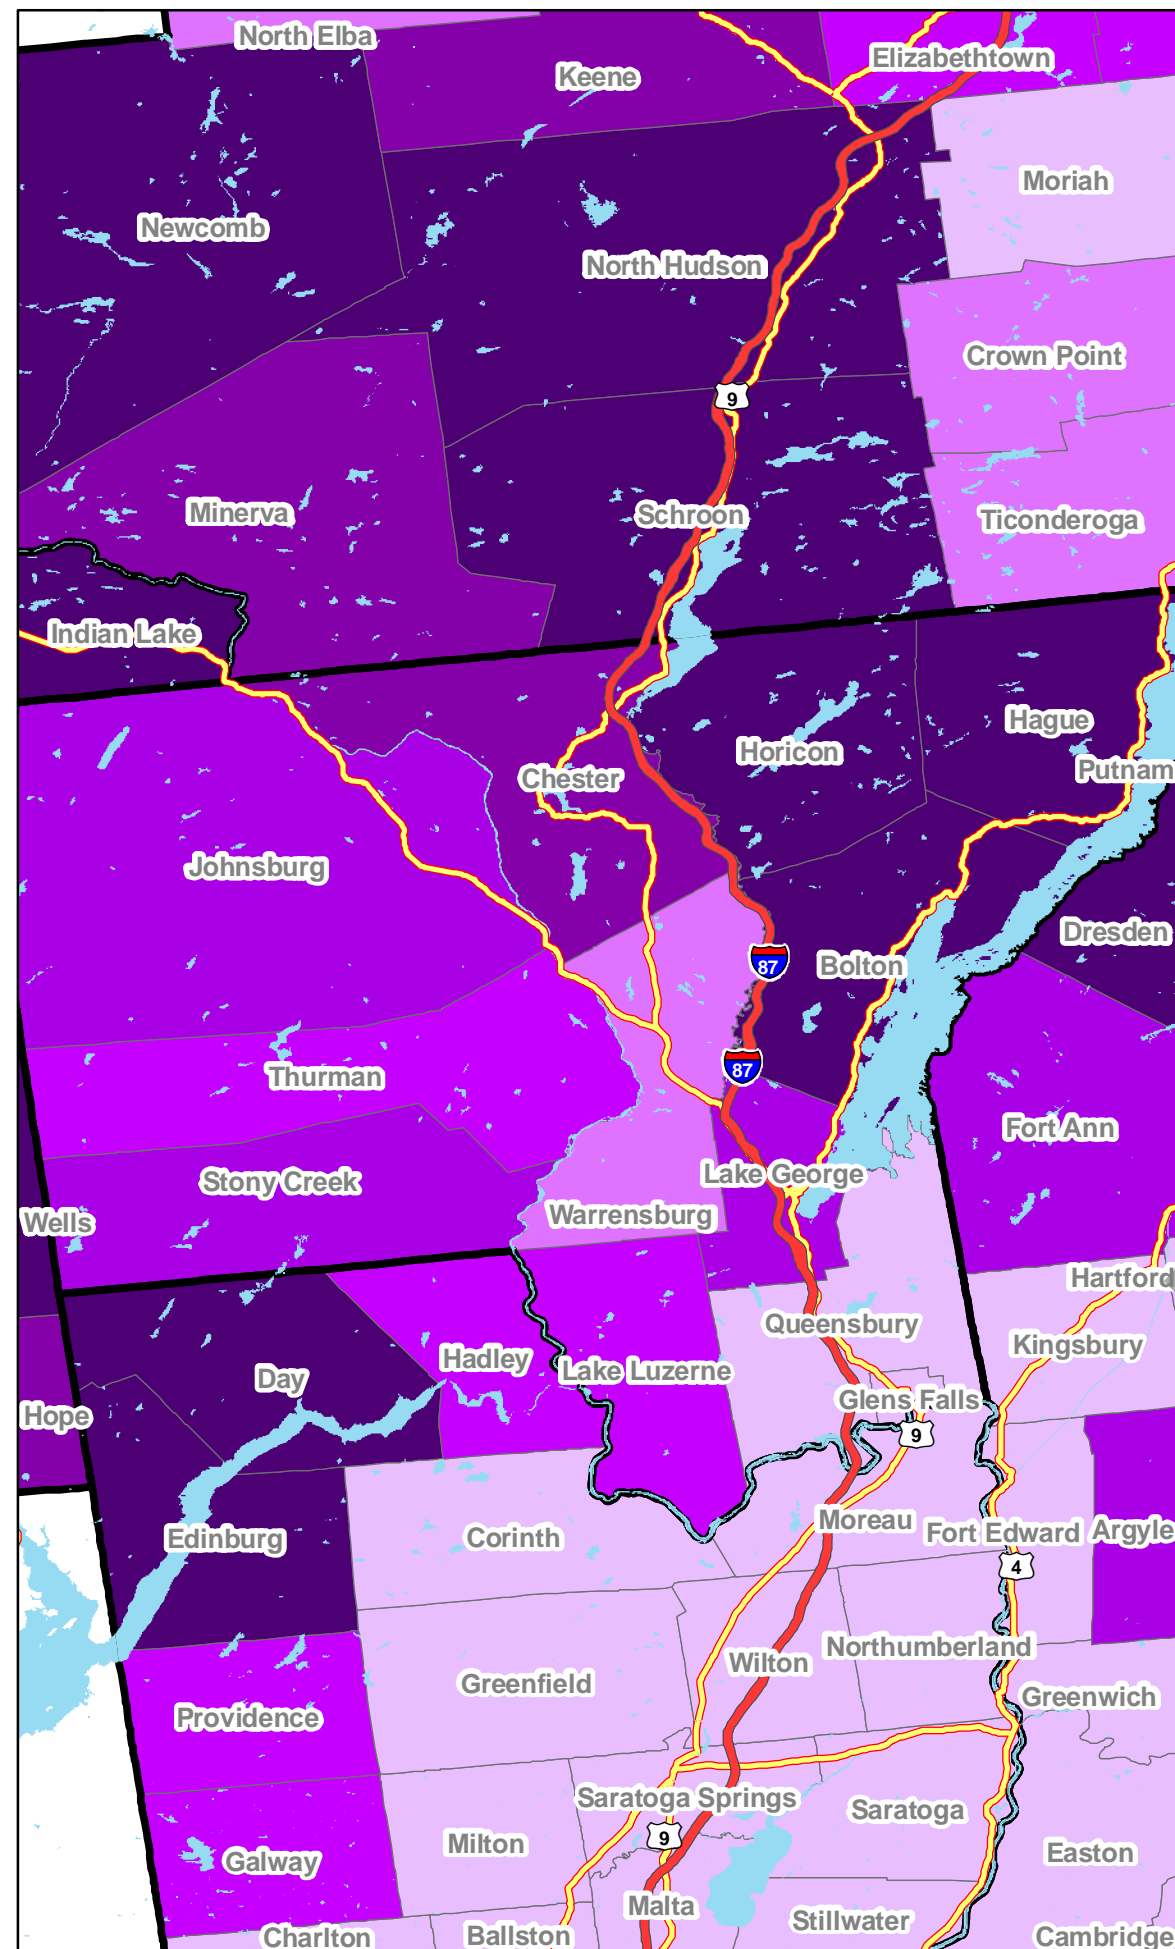 North Elba
Elizabethtown
Keene
Moriah
Newcomb
North Hudson
Crown Point
9
Minerva
Schroon
Ticonderoga
Indian Lake
Hague
Horicon
Putnam
Chester
Johnsburg
Dresden
87
Bolton
87
Thurman
Fort Ann
Lake George
Stony Creek
Warrensburg
Wells
Hartford
Queensbury
Kingsbury
Hadley
Lake Luzerne
Day
Glens Falls
Hope
9
Moreau
Fort Edward
Argyle
Edinburg
Corinth
4
Northumberland
Wilton
Greenfield
Greenwich
Providence
Saratoga Springs
Saratoga
9
Milton
Easton
Galway
Malta
Stillwater
Charlton
Ballston
Cambridge